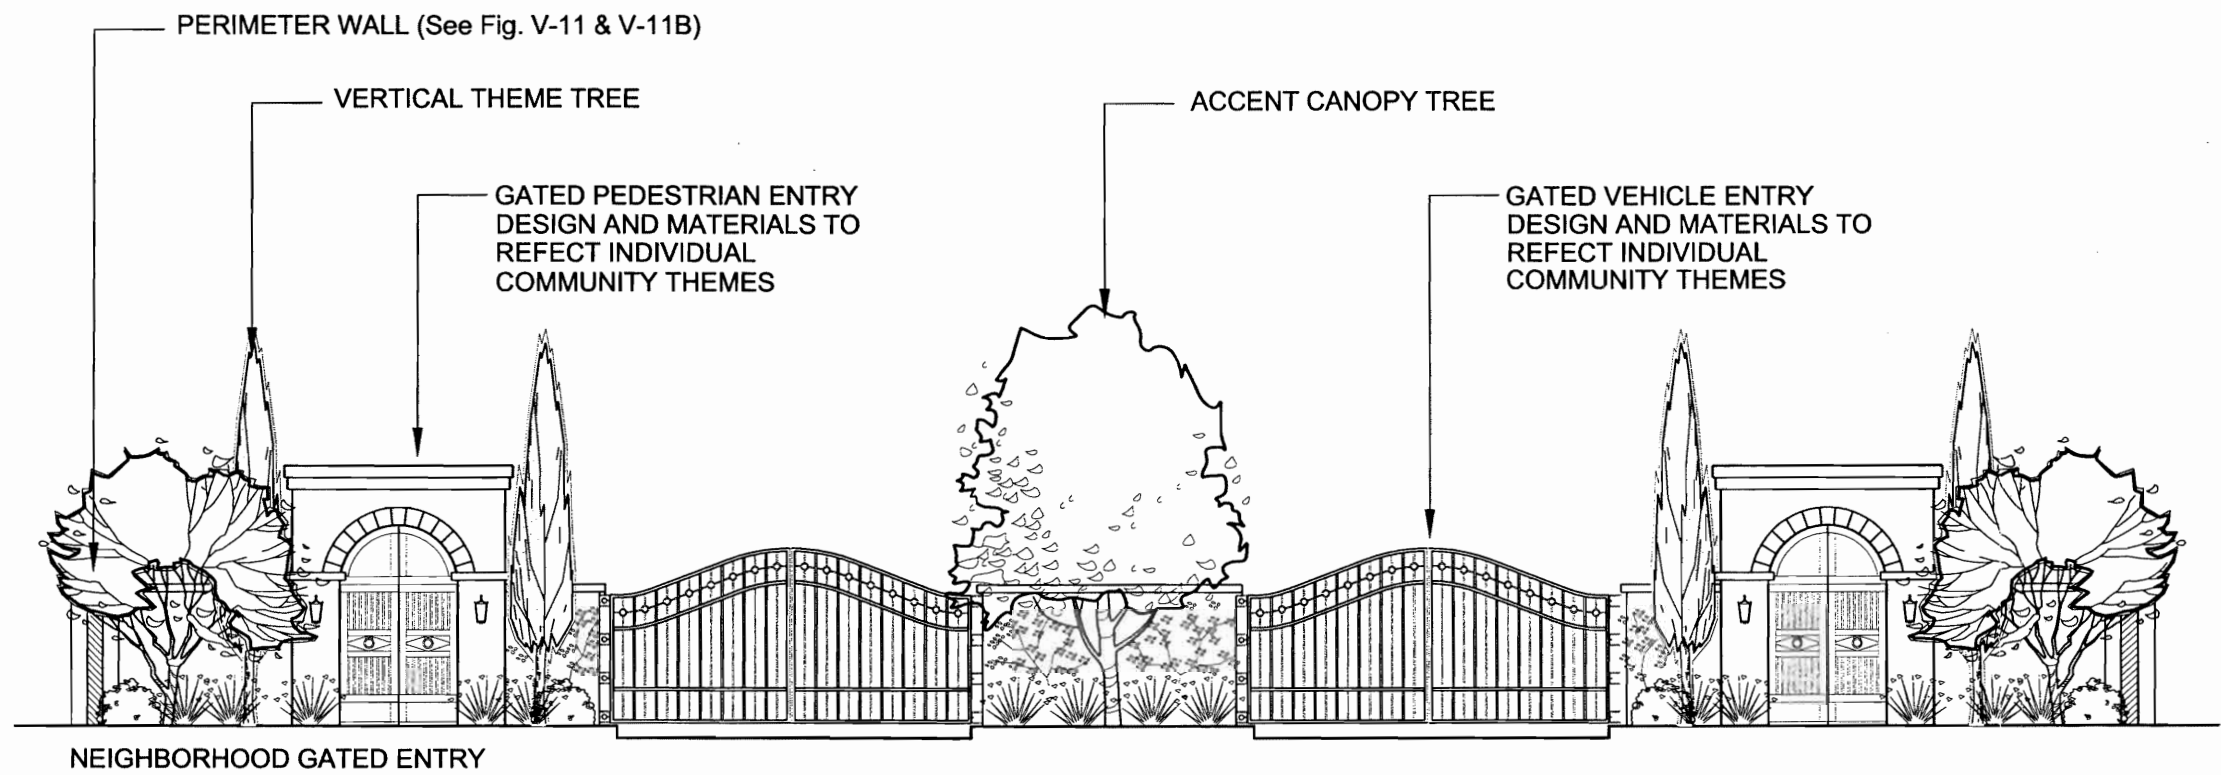 PERIMETER WALL (See Fig. V-11 & V-11B)
VERTICAL THEME TREE
ACCENT CANOPY TREE
GATED PEDESTRIAN ENTRY
DESIGN AND MATERIALS TO
REFECT INDIVIDUAL
COMMUNITY THEMES
GATED VEHICLE ENTRY
DESIGN AND MATERIALS TO
REFECT INDIVIDUAL
COMMUNITY THEMES
NEIGHBORHOOD GATED ENTRY